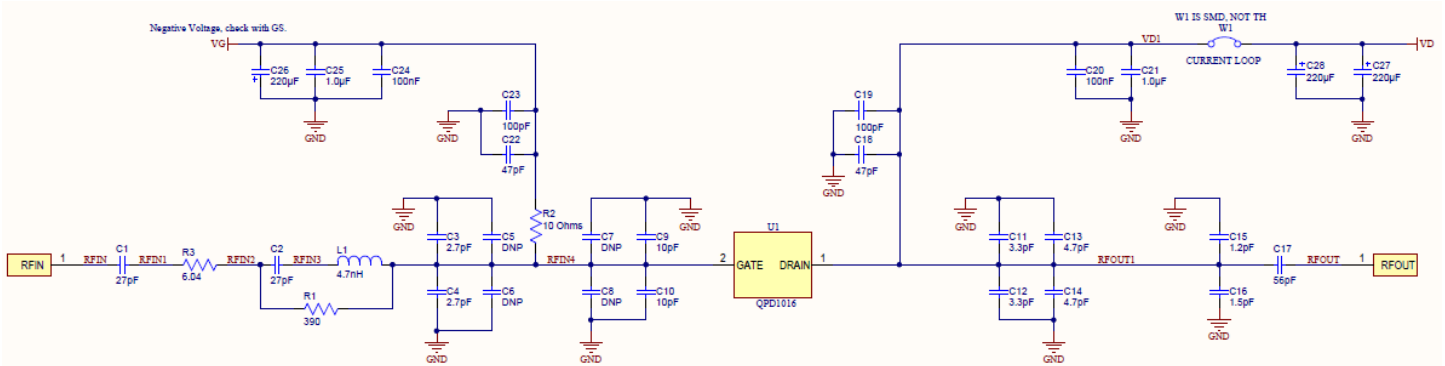 Negative Voltage, check with GS.
VG
C26
220µF
C25
1.0µF
C24
100nF
GND
C23
100pF
GND
C22
47pF
W1 IS SMD, NOT TH
W1
VD1
VD
CURRENT LOOP
C20
100nF
C21
1.0µF
C28
220µF
C27
220µF
GND
GND
C19
100pF
C18
47pF
GND
R2
10 Ohms
GND
C3
2.7pF
C5
DNP
C7
DNP
C9
10pF
GND
U1
GATE
DRAIN
2
1
QPD1016
GND
C11
3.3pF
C13
4.7pF
GND
C15
1.2pF
RFIN
1
RFIN
C1
27pF
RFIN1
R3
6.04
RFIN2
C2
27pF
RFIN3
L1
4.7nH
R1
390
RFIN4
C4
2.7pF
C6
DNP
GND
C8
DNP
C10
10pF
GND
C12
3.3pF
C14
4.7pF
GND
RFOUT1
C16
1.5pF
GND
C17
56pF
RFOUT
1
RFOUT